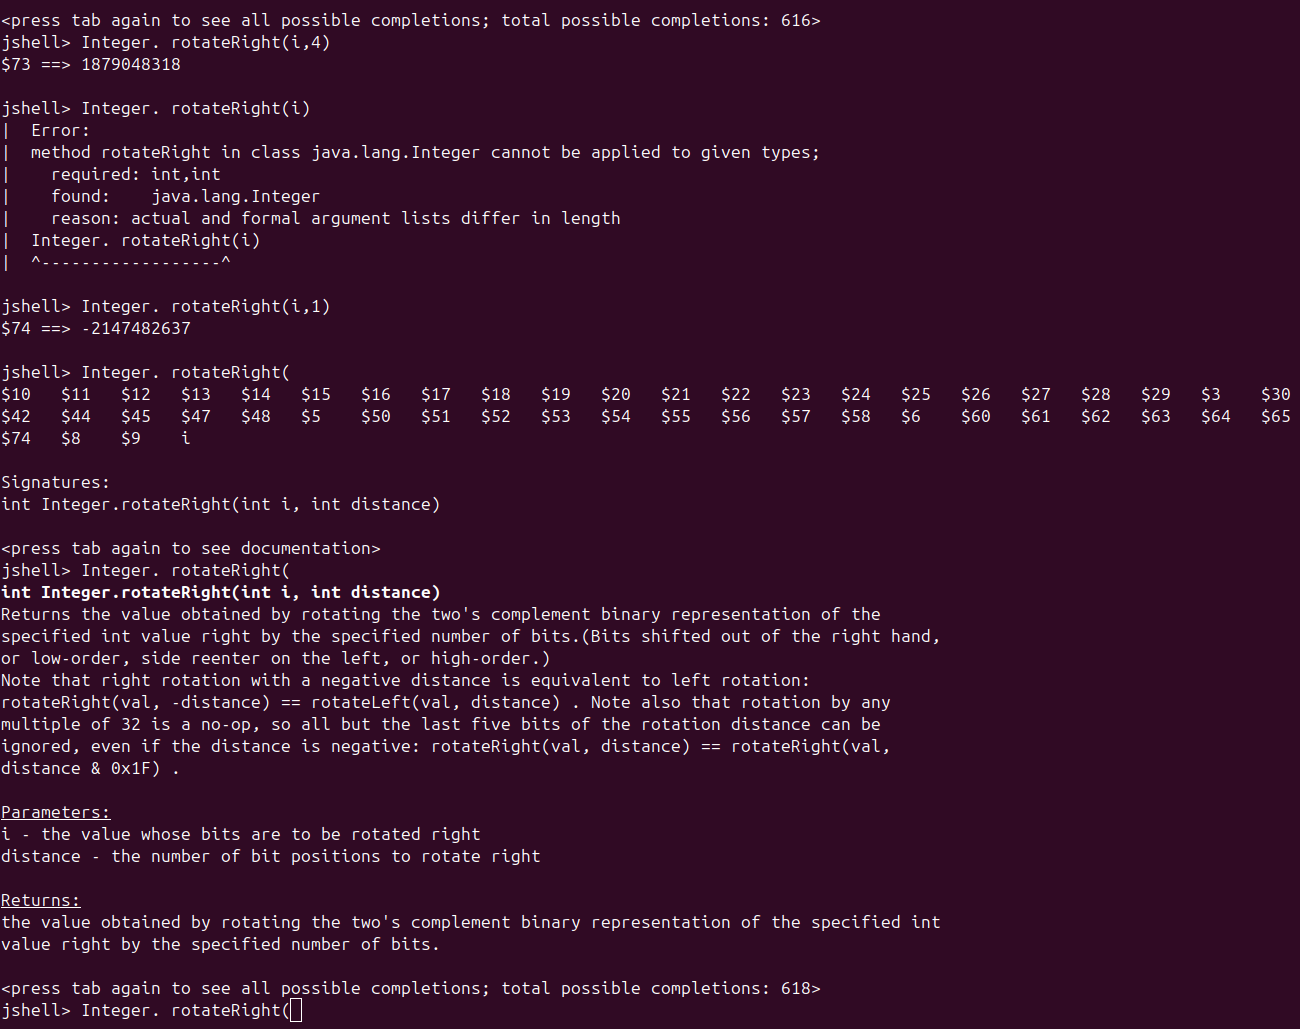 <press tab again to see all possible completions; total possible completions: 616>
jshell> Integer. rotateRight(i,4)
$73 ==> 1879048318
jshell> Integer. rotateRight(i)
|  Error:
|  method rotateRight in class java.lang.Integer cannot be applied to given types;
|    required: int,int
|    found:    java.lang.Integer
|    reason: actual and formal argument lists differ in length
|  Integer. rotateRight(i)
|  ^------------------^
jshell> Integer. rotateRight(i,1)
$74 ==> -2147482637
jshell> Integer. rotateRight(
$10   $11   $12   $13   $14   $15   $16   $17   $18   $19   $20   $21   $22   $23   $24   $25   $26   $27   $28   $29   $3    $30
$42   $44   $45   $47   $48   $5    $50   $51   $52   $53   $54   $55   $56   $57   $58   $6    $60   $61   $62   $63   $64   $65
$74   $8    $9    i
Signatures:
int Integer.rotateRight(int i, int distance)
<press tab again to see documentation>
jshell> Integer. rotateRight(
int Integer.rotateRight(int i, int distance)
Returns the value obtained by rotating the two's complement binary representation of the
specified int value right by the specified number of bits.(Bits shifted out of the right hand,
or low-order, side reenter on the left, or high-order.)
Note that right rotation with a negative distance is equivalent to left rotation:
rotateRight(val, -distance) == rotateLeft(val, distance) . Note also that rotation by any
multiple of 32 is a no-op, so all but the last five bits of the rotation distance can be
ignored, even if the distance is negative: rotateRight(val, distance) == rotateRight(val,
distance & 0x1F) .
Parameters:
i - the value whose bits are to be rotated right
distance - the number of bit positions to rotate right
Returns:
the value obtained by rotating the two's complement binary representation of the specified int
value right by the specified number of bits.
<press tab again to see all possible completions; total possible completions: 618>
jshell> Integer. rotateRight(